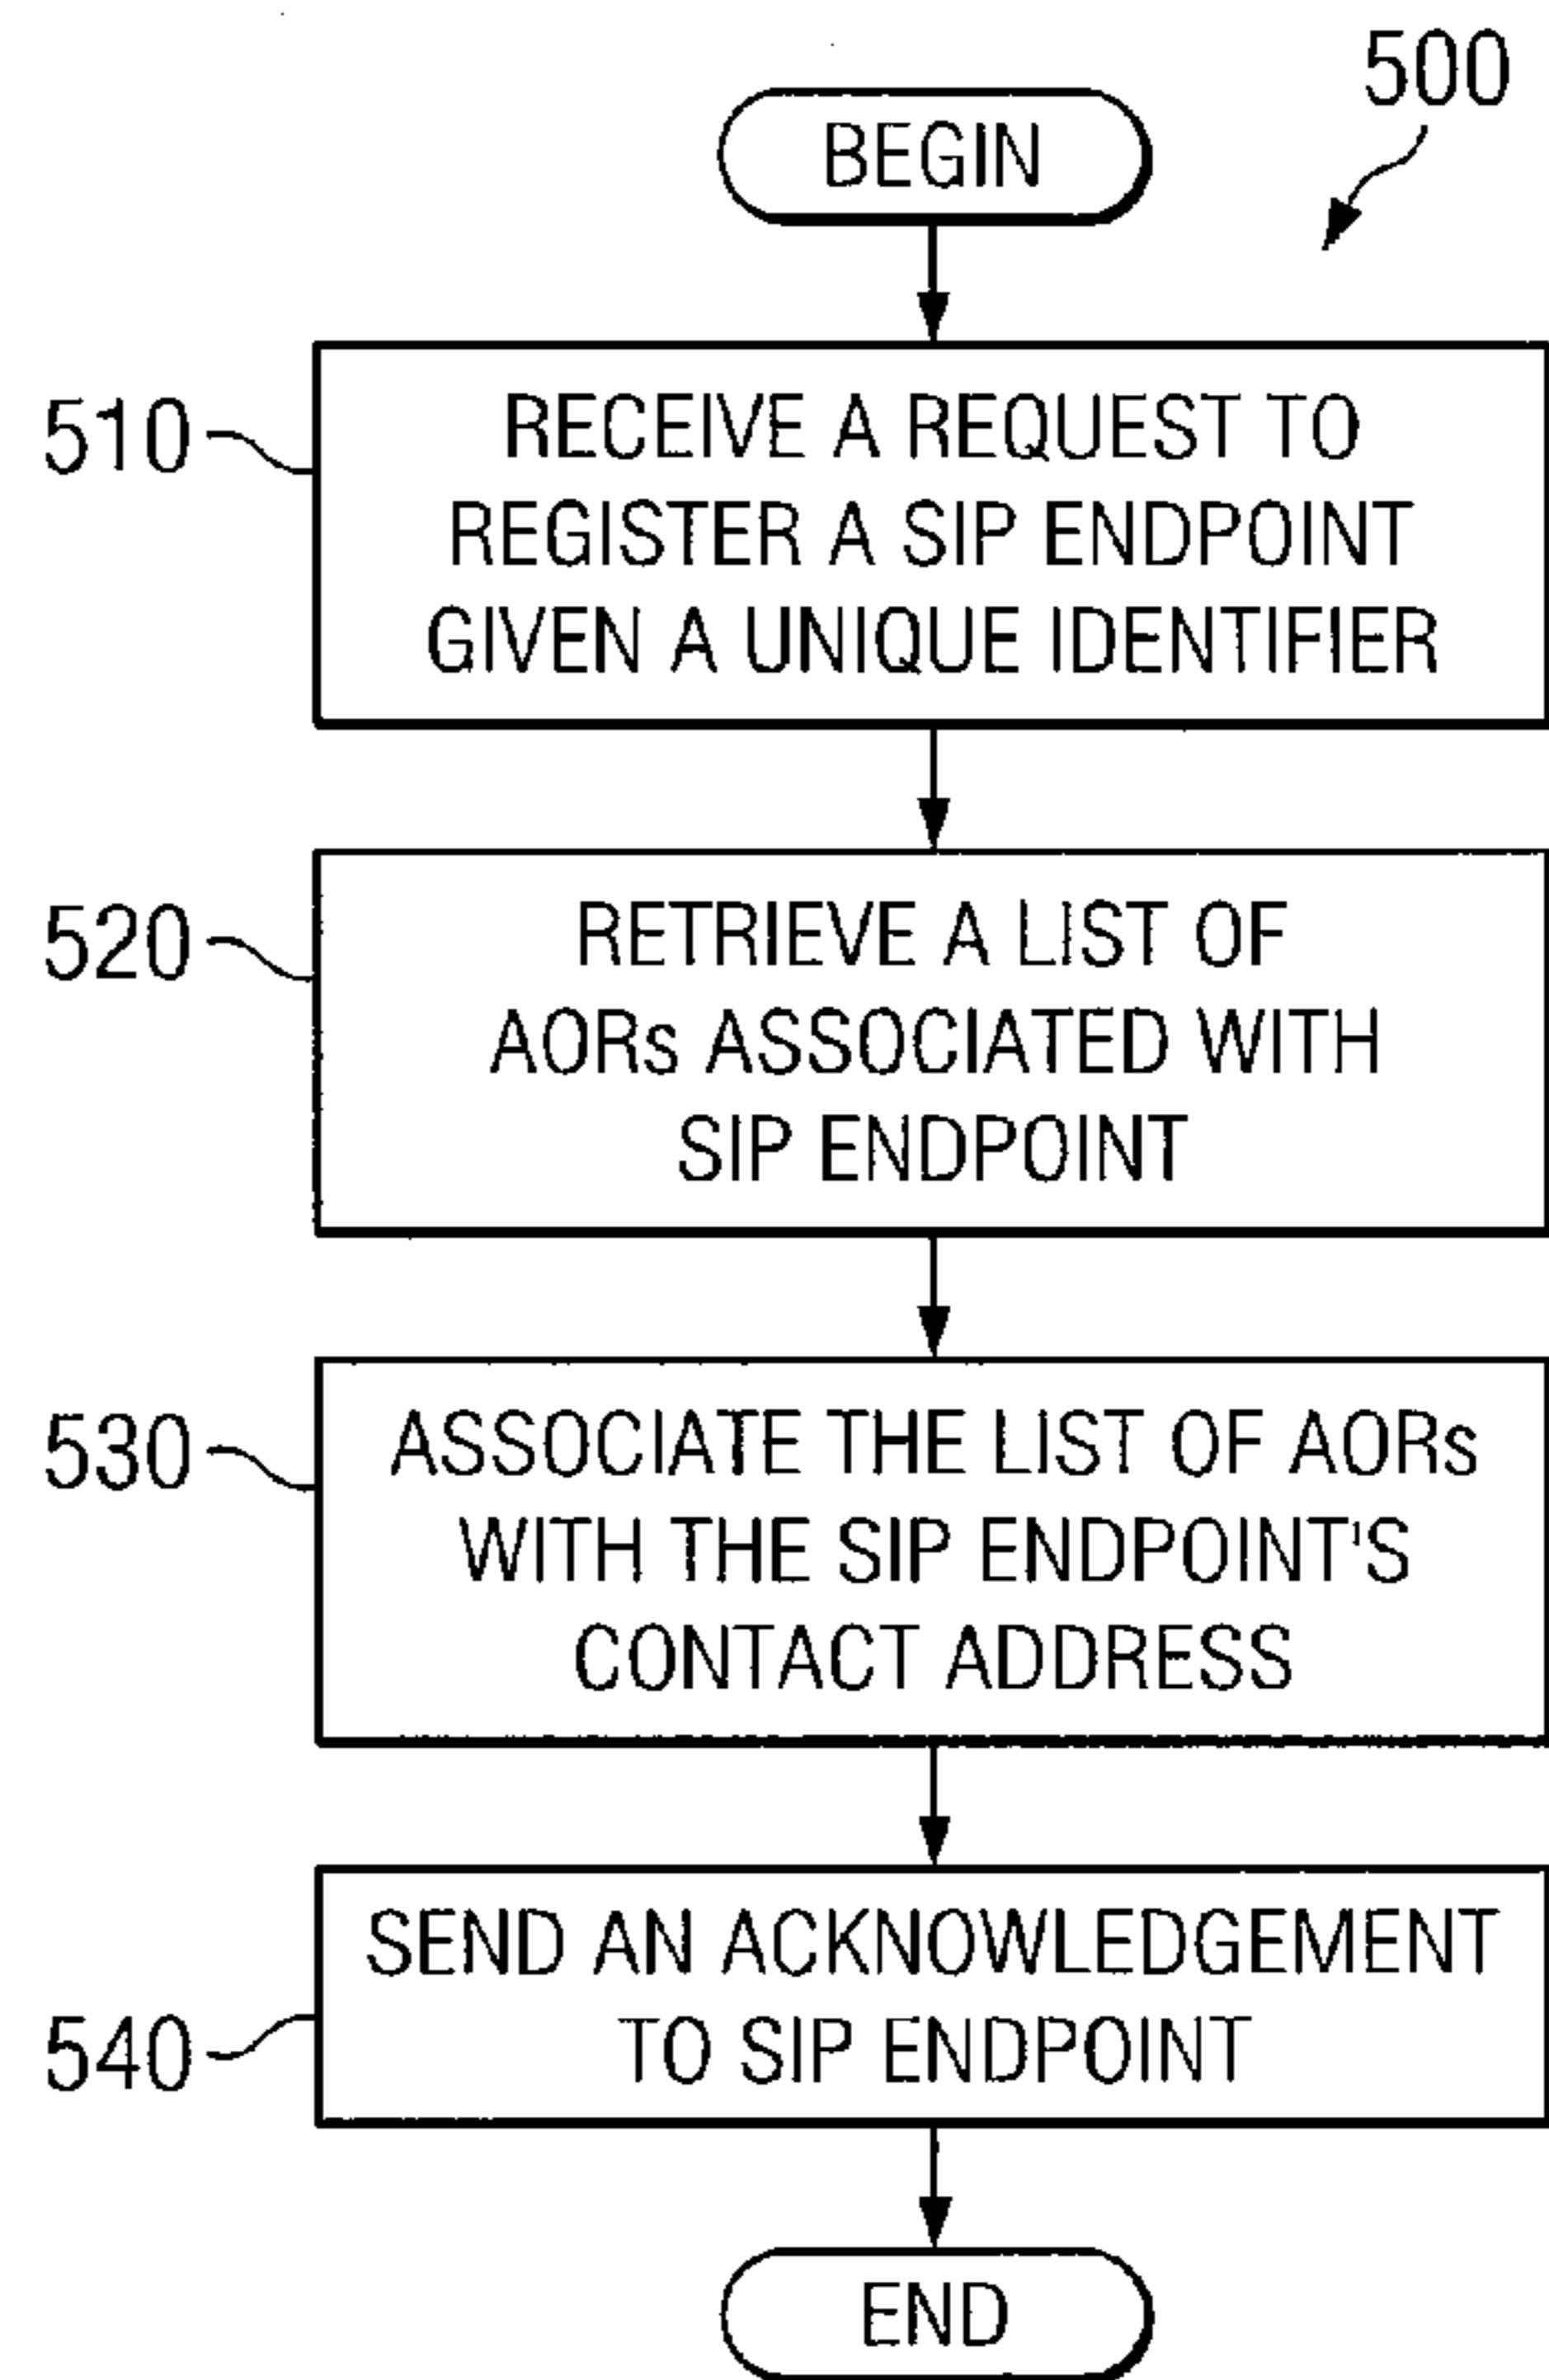 500
BEGIN
510
RECEIVE A REQUEST TO
REGISTER A SIP ENDPOINT
GIVEN A UNIQUE IDENTIFIER
520
RETRIEVE A LIST OF
AORs ASSOCIATED WITH
SIP ENDPOINT
530
ASSOCIATE THE LIST OF AORs
WITH THE SIP ENDPOINT'S
CONTACT ADDRESS
SEND AN ACKNOWLEDGEMENT
540
TO SIP ENDPOINT
END